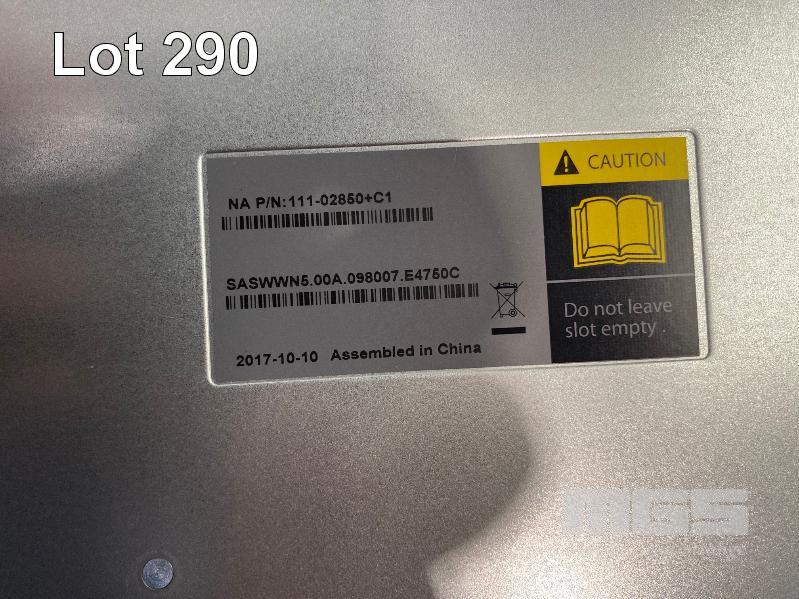 Lot 290
NA P/N:111-02850+C1
SASWWN5.00A.098007.E4750C
2017-10-10 Assembled in China
CAUTION
Do not leave
slot empty .
MGS